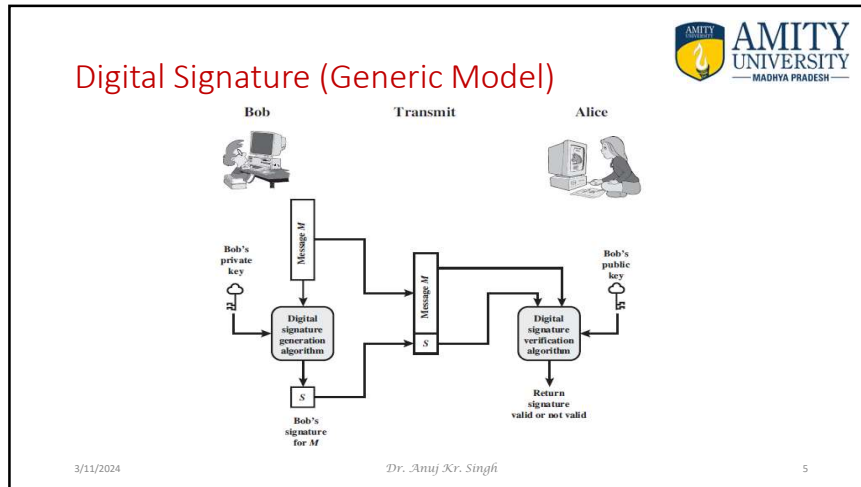 AMITY
UNIVERSITY
AMITY
UNIVERSITY
MADHYA PRADESH
Digital Signature (Generic Model)
Bob
Transmit
Alice
Bob's
private
key
Message M
Message M
S
Bob's
public
key
Digital
signature
generation
algorithm
Digital
signature
verification
algorithm
S
Bob's
signature
for M
Return
signature
valid or not valid
3/11/2024
Dr. Anuj Kr. Singh
5